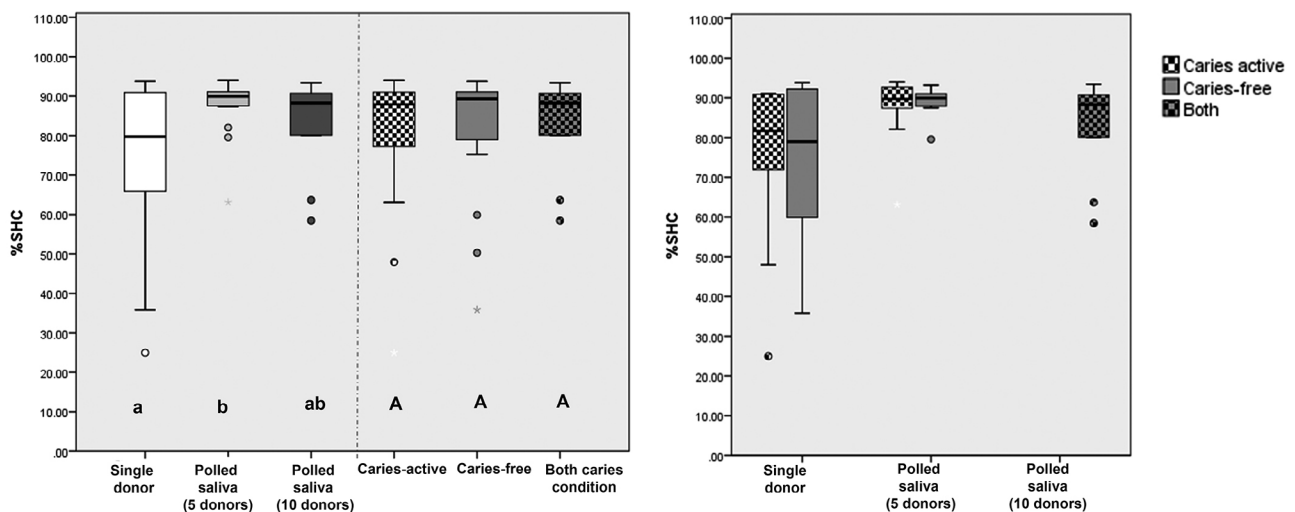 110.00
100.00
90.00
80.00
70.00
60.00
50.00
40.00
30.00
20.00
10.00
.00
%SHC
a
b
ab
A
A
A
Single
donor
Polled
saliva
(5 donors)
Polled
saliva
(10 donors)
Caries-active
Caries-free
Both caries
condition
110.00
100.00
90.00
80.00
70.00
60.00
50.00
40.00
30.00
20.00
10.00
.00
%SHC
Single
donor
Polled
saliva
(5 donors)
Polled
saliva
(10 donors)
Caries active
Caries-free
Both